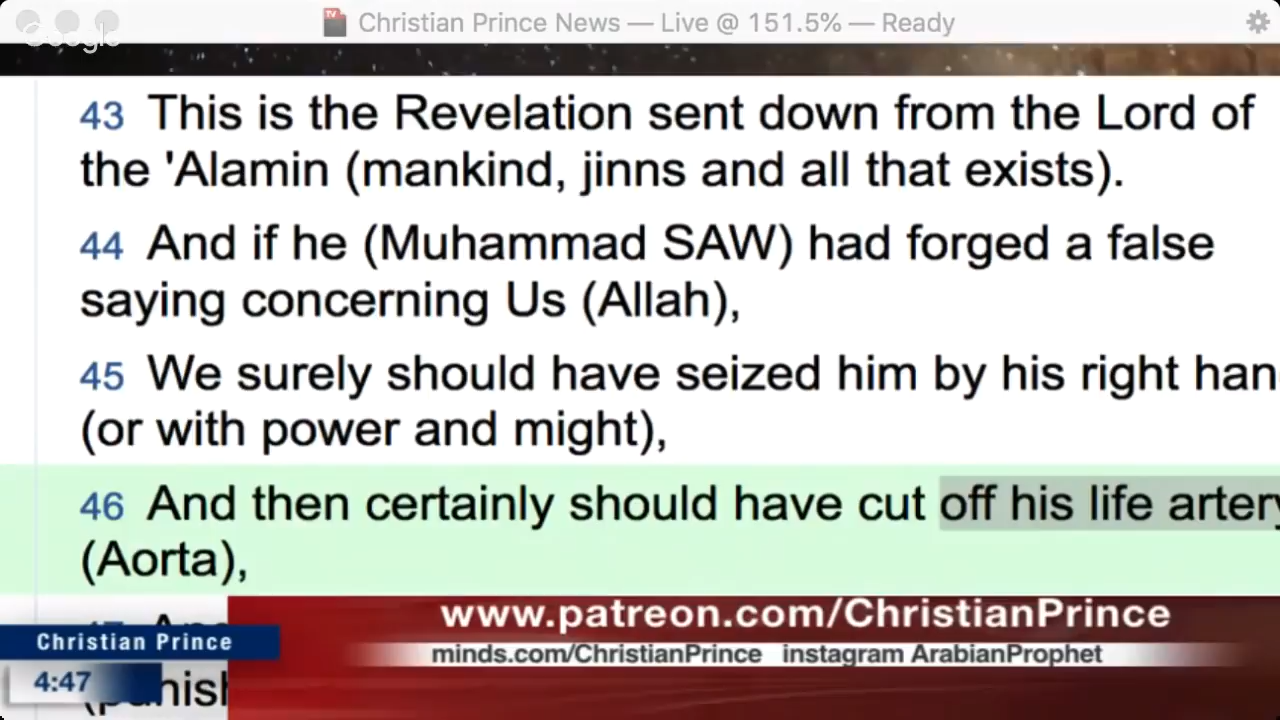 Christian Prince News — Live @ 151.5% — Ready
Google
43 This is the Revelation sent down from the Lord of
the 'Alamin (mankind, jinns and all that exists).
44 And if he (Muhammad SAW) had forged a false
saying concerning Us (Allah),
45 We surely should have seized him by his right han
(or with power and might),
46 And then certainly should have cut off his life artery
(Aorta),
www.patreon.com/ChristianPrince
Christian Prince
minds.com/ChristianPrince instagram ArabianProphet
4:47